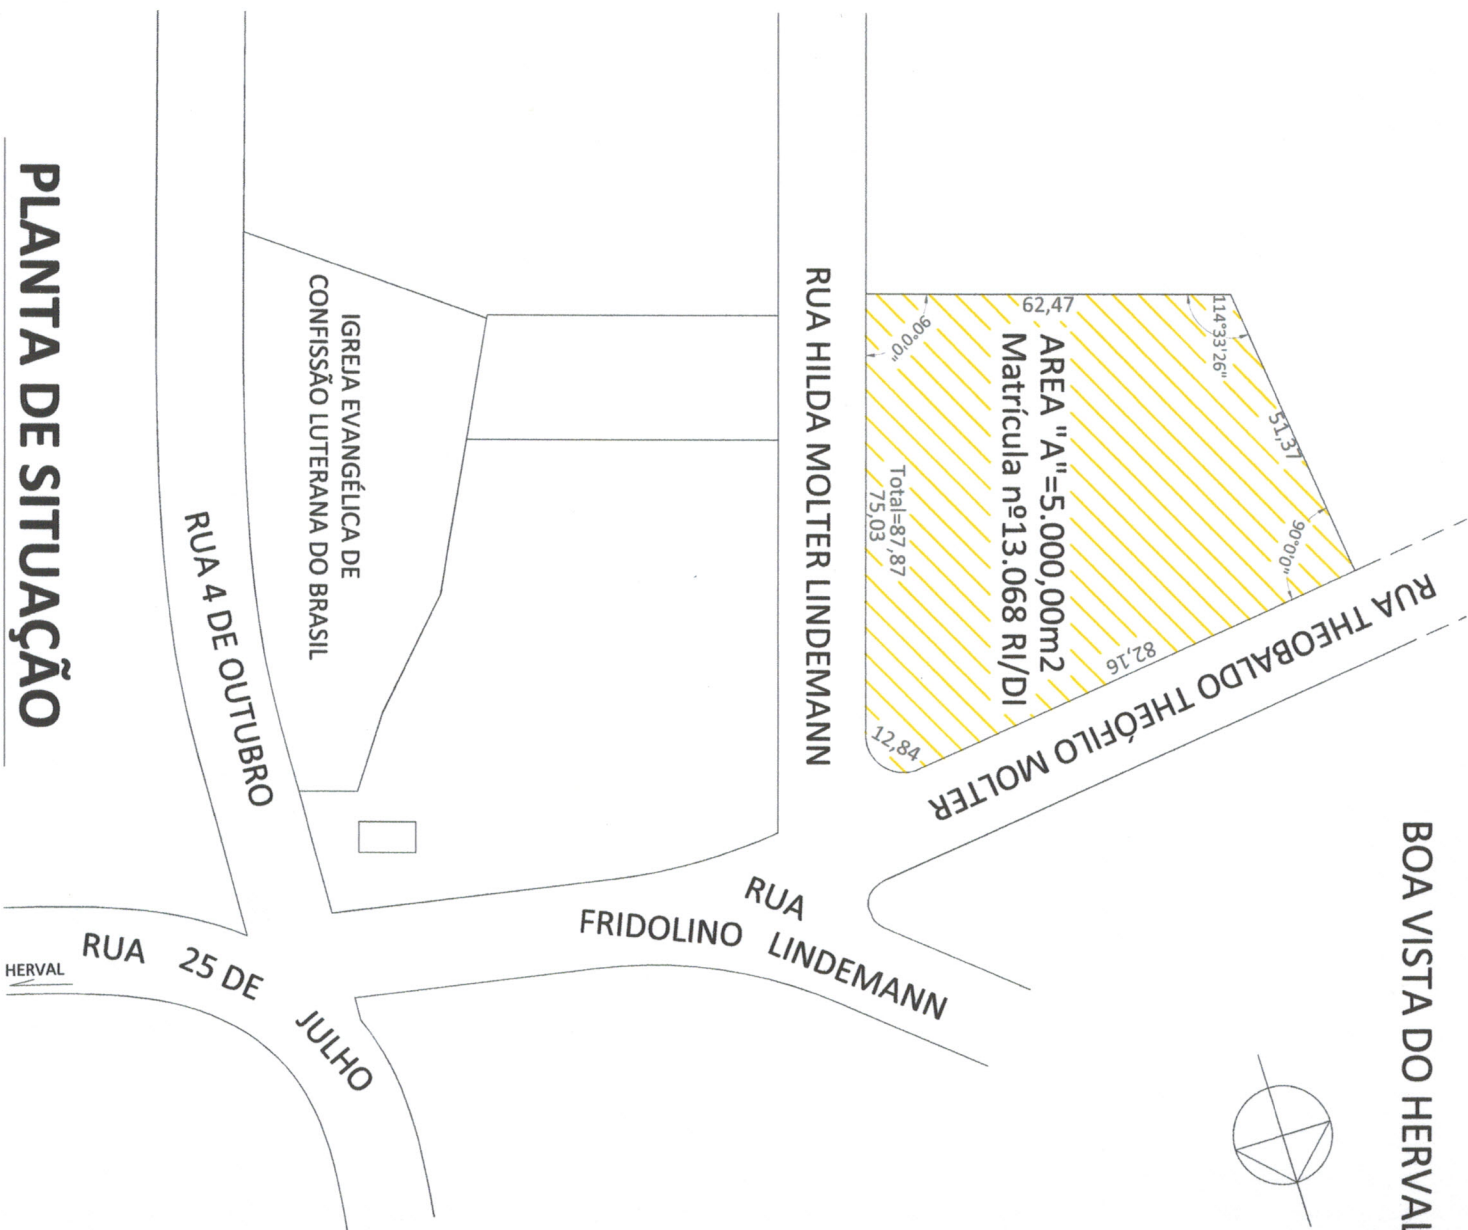 BOA VISTA DO HERVAL
RUA THEOBALDO THEÓFILO MOLTER
114°33'26"
51,37
90°0'0"
62,47
AREA "A"=5.000,00m2
Matrícula nº13.068 RI/DI
82,16
90°0'0"
Total=87,87
75,03
12,84
RUA HILDA MOLTER LINDEMANN
RUA
FRIDOLINO LINDEMANN
IGREJA EVANGÉLICA DE
CONFISSÃO LUTERANA DO BRASIL
RUA 4 DE OUTUBRO
RUA 25 DE JULHO
HERVAL
PLANTA DE SITUAÇÃO